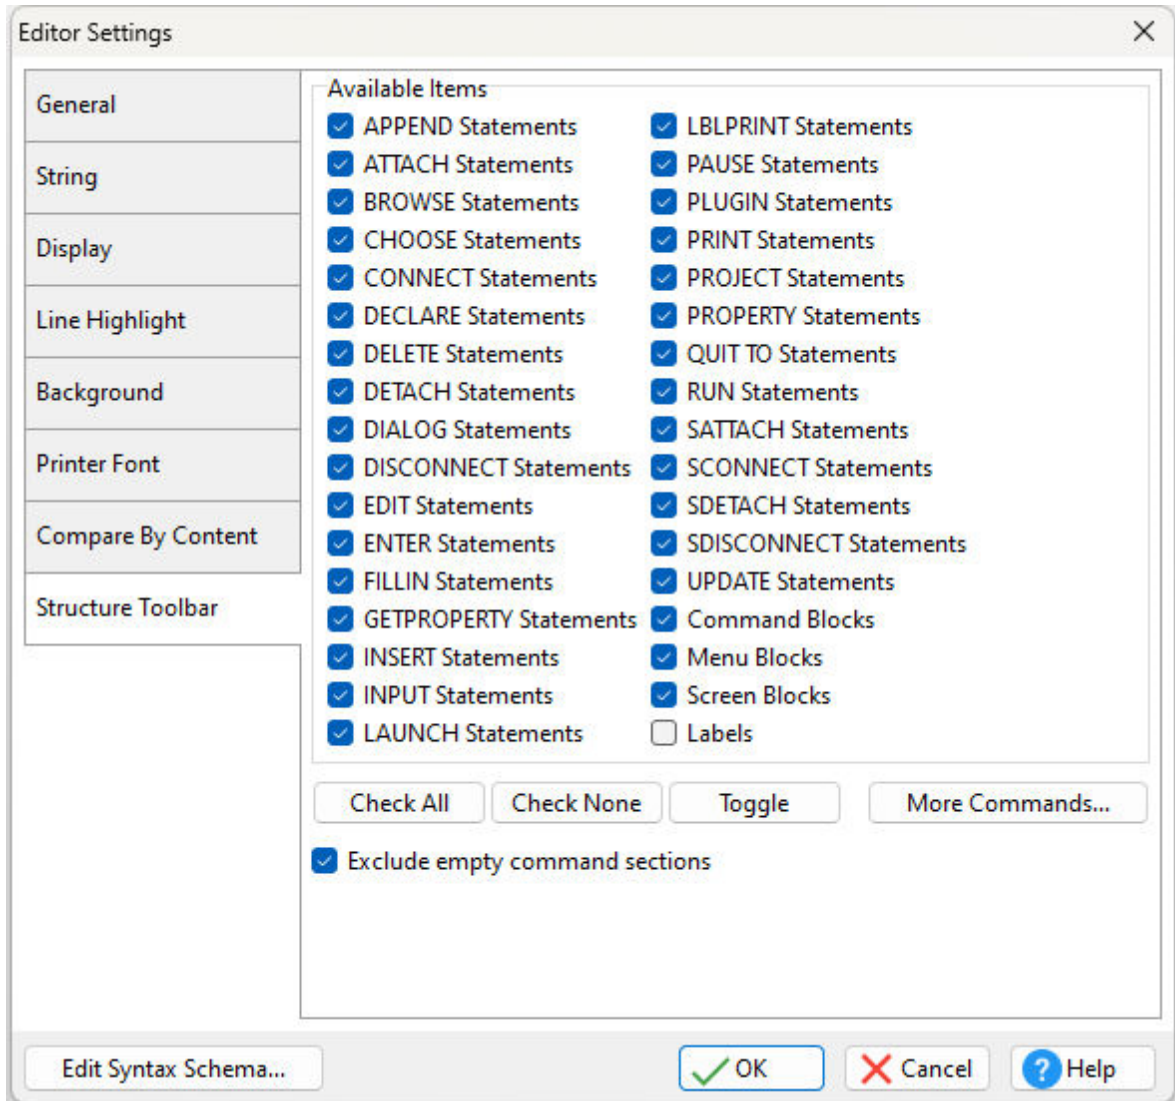 Editor Settings
General
String
Display
Line Highlight
Background
Printer Font
Compare By Content
Structure Toolbar
Available Items
APPEND Statements
ATTACH Statements
BROWSE Statements
CHOOSE Statements
CONNECT Statements
DECLARE Statements
DELETE Statements
DETACH Statements
DIALOG Statements
DISCONNECT Statements
EDIT Statements
ENTER Statements
FILLIN Statements
GETPROPERTY Statements
INSERT Statements
INPUT Statements
LAUNCH Statements
LBLPRINT Statements
PAUSE Statements
PLUGIN Statements
PRINT Statements
PROJECT Statements
PROPERTY Statements
QUIT TO Statements
RUN Statements
SATTACH Statements
SCONNECT Statements
SDETACH Statements
SDISCONNECT Statements
UPDATE Statements
Command Blocks
Menu Blocks
Screen Blocks
Labels
Check All
Check None
Toggle
More Commands...
Exclude empty command sections
Edit Syntax Schema...
OK
Cancel
Help